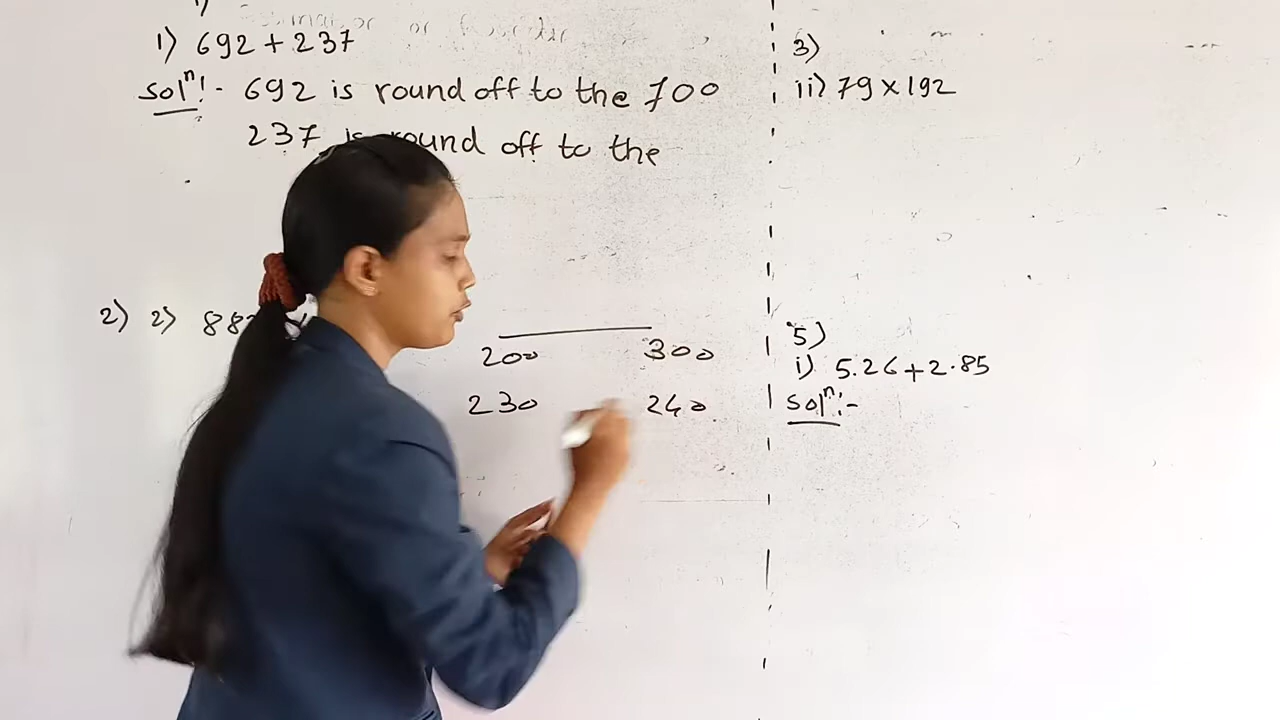 1) 692 + 237
Solⁿ:- 692 is round off to the 700
237 is round off to the
2) 2) 88
200 300
230 240
3)
ii) 79 × 192
5)
i) 5.26 + 2.85
Solⁿ:-